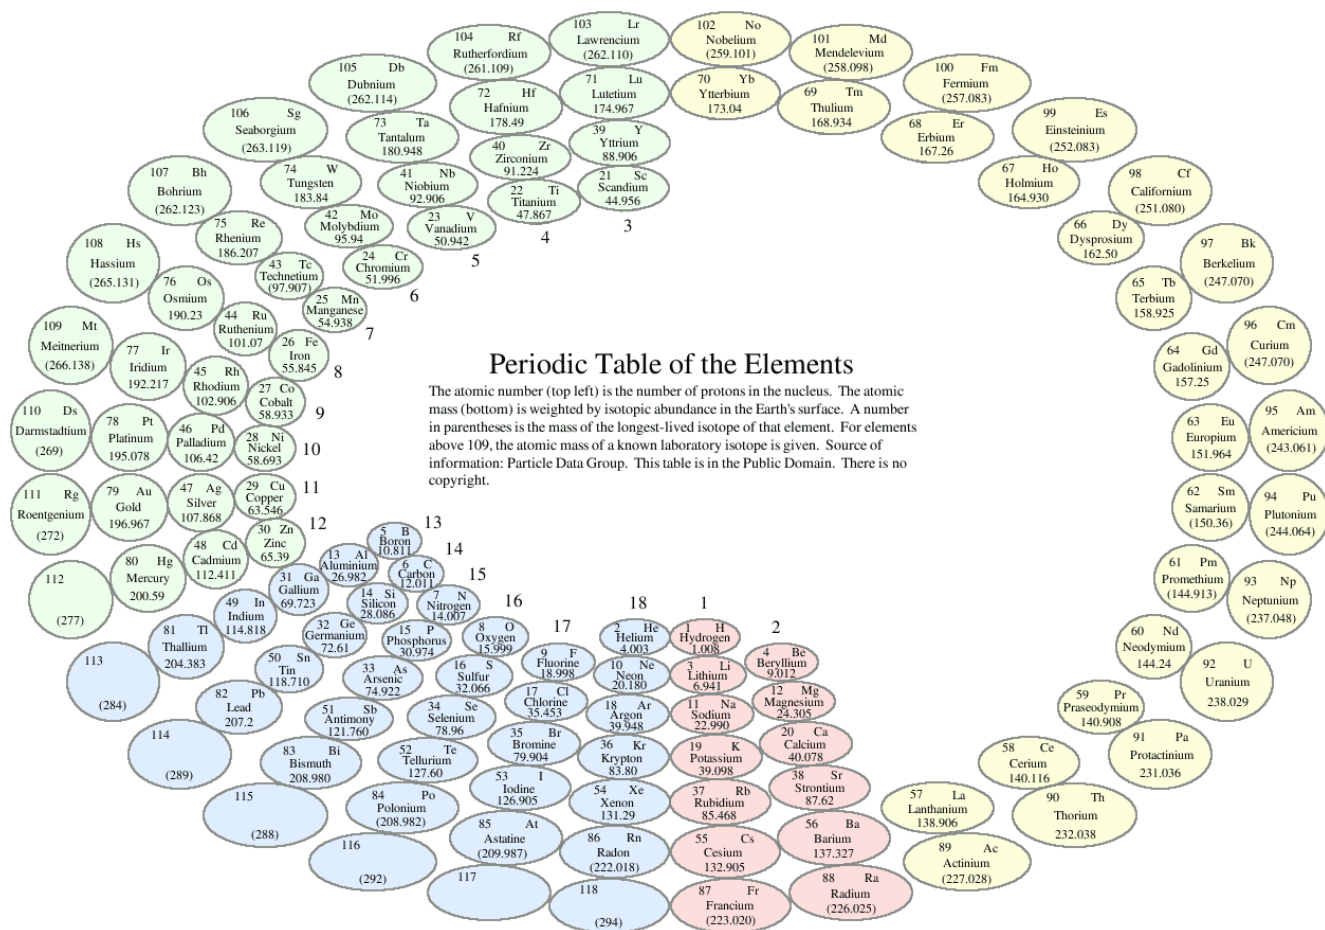 Periodic Table of the Elements
The atomic number (top left) is the number of protons in the nucleus. The atomic
mass (bottom) is weighted by isotopic abundance in the Earth's surface. A number
in parentheses is the mass of the longest-lived isotope of that element. For elements
above 109, the atomic mass of a known laboratory isotope is given. Source of
information: Particle Data Group. This table is in the Public Domain. There is no
copyright.
1
1 H
Hydrogen
1.008
3 Li
Lithium
6.941
11 Na
Sodium
22.990
19 K
Potassium
39.098
37 Rb
Rubidium
85.468
55 Cs
Cesium
132.905
87 Fr
Francium
(223.020)
2
4 Be
Beryllium
9.012
12 Mg
Magnesium
24.305
20 Ca
Calcium
40.078
38 Sr
Strontium
87.62
56 Ba
Barium
137.327
88 Ra
Radium
(226.025)
57 La
Lanthanium
138.906
89 Ac
Actinium
(227.028)
58 Ce
Cerium
140.116
90 Th
Thorium
232.038
59 Pr
Praseodymium
140.908
91 Pa
Protactinium
231.036
60 Nd
Neodymium
144.24
92 U
Uranium
238.029
61 Pm
Promethium
(144.913)
93 Np
Neptunium
(237.048)
62 Sm
Samarium
(150.36)
94 Pu
Plutonium
(244.064)
63 Eu
Europium
151.964
95 Am
Americium
(243.061)
64 Gd
Gadolinium
157.25
96 Cm
Curium
(247.070)
65 Tb
Terbium
158.925
97 Bk
Berkelium
(247.070)
66 Dy
Dysprosium
162.50
98 Cf
Californium
(251.080)
67 Ho
Holmium
164.930
99 Es
Einsteinium
(252.083)
68 Er
Erbium
167.26
100 Fm
Fermium
(257.083)
69 Tm
Thulium
168.934
101 Md
Mendelevium
(258.098)
70 Yb
Ytterbium
173.04
102 No
Nobelium
(259.101)
3
21 Sc
Scandium
44.956
39 Y
Yttrium
88.906
71 Lu
Lutetium
174.967
103 Lr
Lawrencium
(262.110)
4
22 Ti
Titanium
47.867
40 Zr
Zirconium
91.224
72 Hf
Hafnium
178.49
104 Rf
Rutherfordium
(261.109)
5
23 V
Vanadium
50.942
41 Nb
Niobium
92.906
73 Ta
Tantalum
180.948
105 Db
Dubnium
(262.114)
6
24 Cr
Chromium
51.996
42 Mo
Molybdium
95.94
74 W
Tungsten
183.84
106 Sg
Seaborgium
(263.119)
7
25 Mn
Manganese
54.938
43 Tc
Technetium
(97.907)
75 Re
Rhenium
186.207
107 Bh
Bohrium
(262.123)
8
26 Fe
Iron
55.845
44 Ru
Ruthenium
101.07
76 Os
Osmium
190.23
108 Hs
Hassium
(265.131)
9
27 Co
Cobalt
58.933
45 Rh
Rhodium
102.906
77 Ir
Iridium
192.217
109 Mt
Meitnerium
(266.138)
10
28 Ni
Nickel
58.693
46 Pd
Palladium
106.42
78 Pt
Platinum
195.078
110 Ds
Darmstadtium
(269)
11
29 Cu
Copper
63.546
47 Ag
Silver
107.868
79 Au
Gold
196.967
111 Rg
Roentgenium
(272)
12
30 Zn
Zinc
65.39
48 Cd
Cadmium
112.411
80 Hg
Mercury
200.59
112
(277)
13
5 B
Boron
10.811
13 Al
Aluminium
26.982
31 Ga
Gallium
69.723
49 In
Indium
114.818
81 Tl
Thallium
204.383
113
(284)
14
6 C
Carbon
12.011
14 Si
Silicon
28.086
32 Ge
Germanium
72.61
50 Sn
Tin
118.710
82 Pb
Lead
207.2
114
(289)
15
7 N
Nitrogen
14.007
15 P
Phosphorus
30.974
33 As
Arsenic
74.922
51 Sb
Antimony
121.760
83 Bi
Bismuth
208.980
115
(288)
16
8 O
Oxygen
15.999
16 S
Sulfur
32.066
34 Se
Selenium
78.96
52 Te
Tellurium
127.60
84 Po
Polonium
(208.982)
116
(292)
17
9 F
Fluorine
18.998
17 Cl
Chlorine
35.453
35 Br
Bromine
79.904
53 I
Iodine
126.905
85 At
Astatine
(209.987)
117
18
2 He
Helium
4.003
10 Ne
Neon
20.180
18 Ar
Argon
39.948
36 Kr
Krypton
83.80
54 Xe
Xenon
131.29
86 Rn
Radon
(222.018)
118
(294)